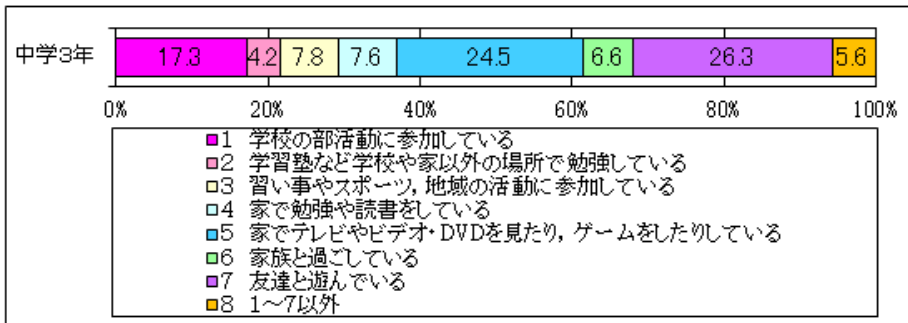 中学3年
17.3 4.2 7.8 7.6 24.5 6.6 26.3 5.6
0% 20% 40% 60% 80% 100%
1 学校の部活動に参加している
2 学習塾など学校や家以外の場所で勉強している
3 習い事やスポーツ,地域の活動に参加している
4 家で勉強や読書をしている
5 家でテレビやビデオ・DVDを見たり,ゲームをしたりしている
6 家族と過ごしている
7 友達と遊んでいる
8 1～7以外